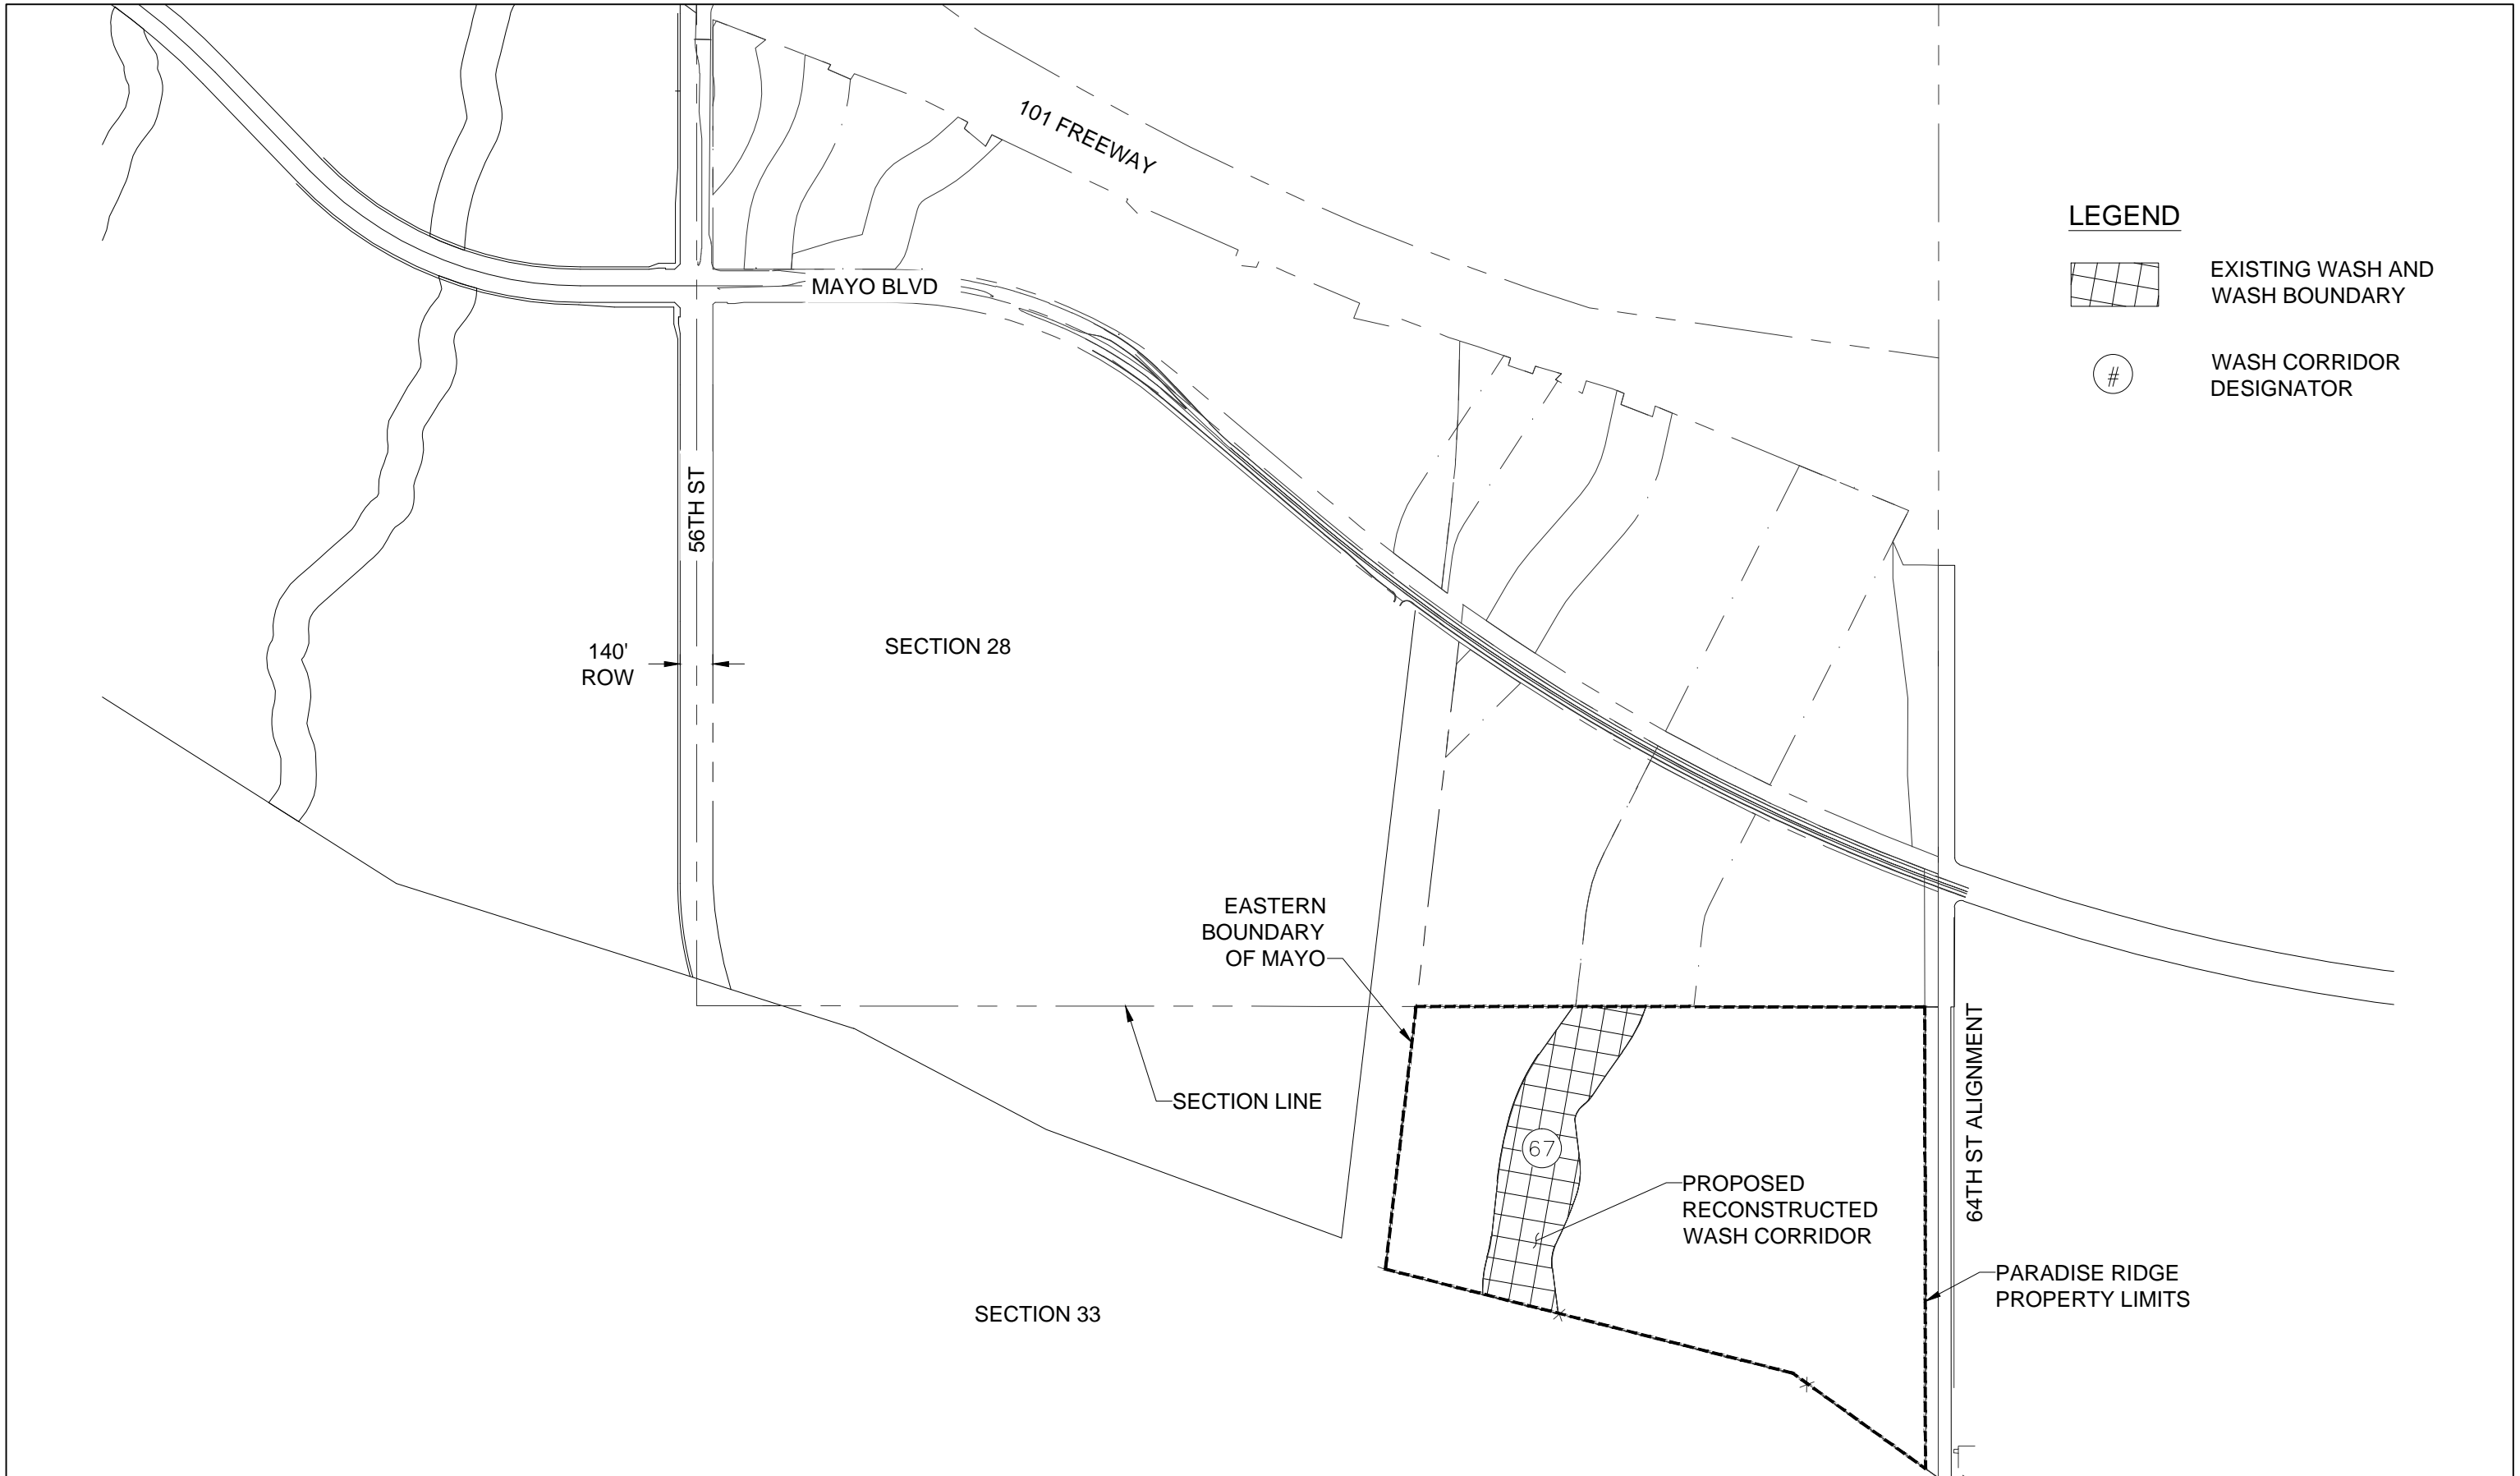 101 FREEWAY
LEGEND
EXISTING WASH AND
WASH BOUNDARY
#
WASH CORRIDOR
DESIGNATOR
MAYO BLVD
56TH ST
140'
ROW
SECTION 28
EASTERN
BOUNDARY
OF MAYO
SECTION LINE
67
PROPOSED
RECONSTRUCTED
WASH CORRIDOR
64TH ST ALIGNMENT
PARADISE RIDGE
PROPERTY LIMITS
SECTION 33